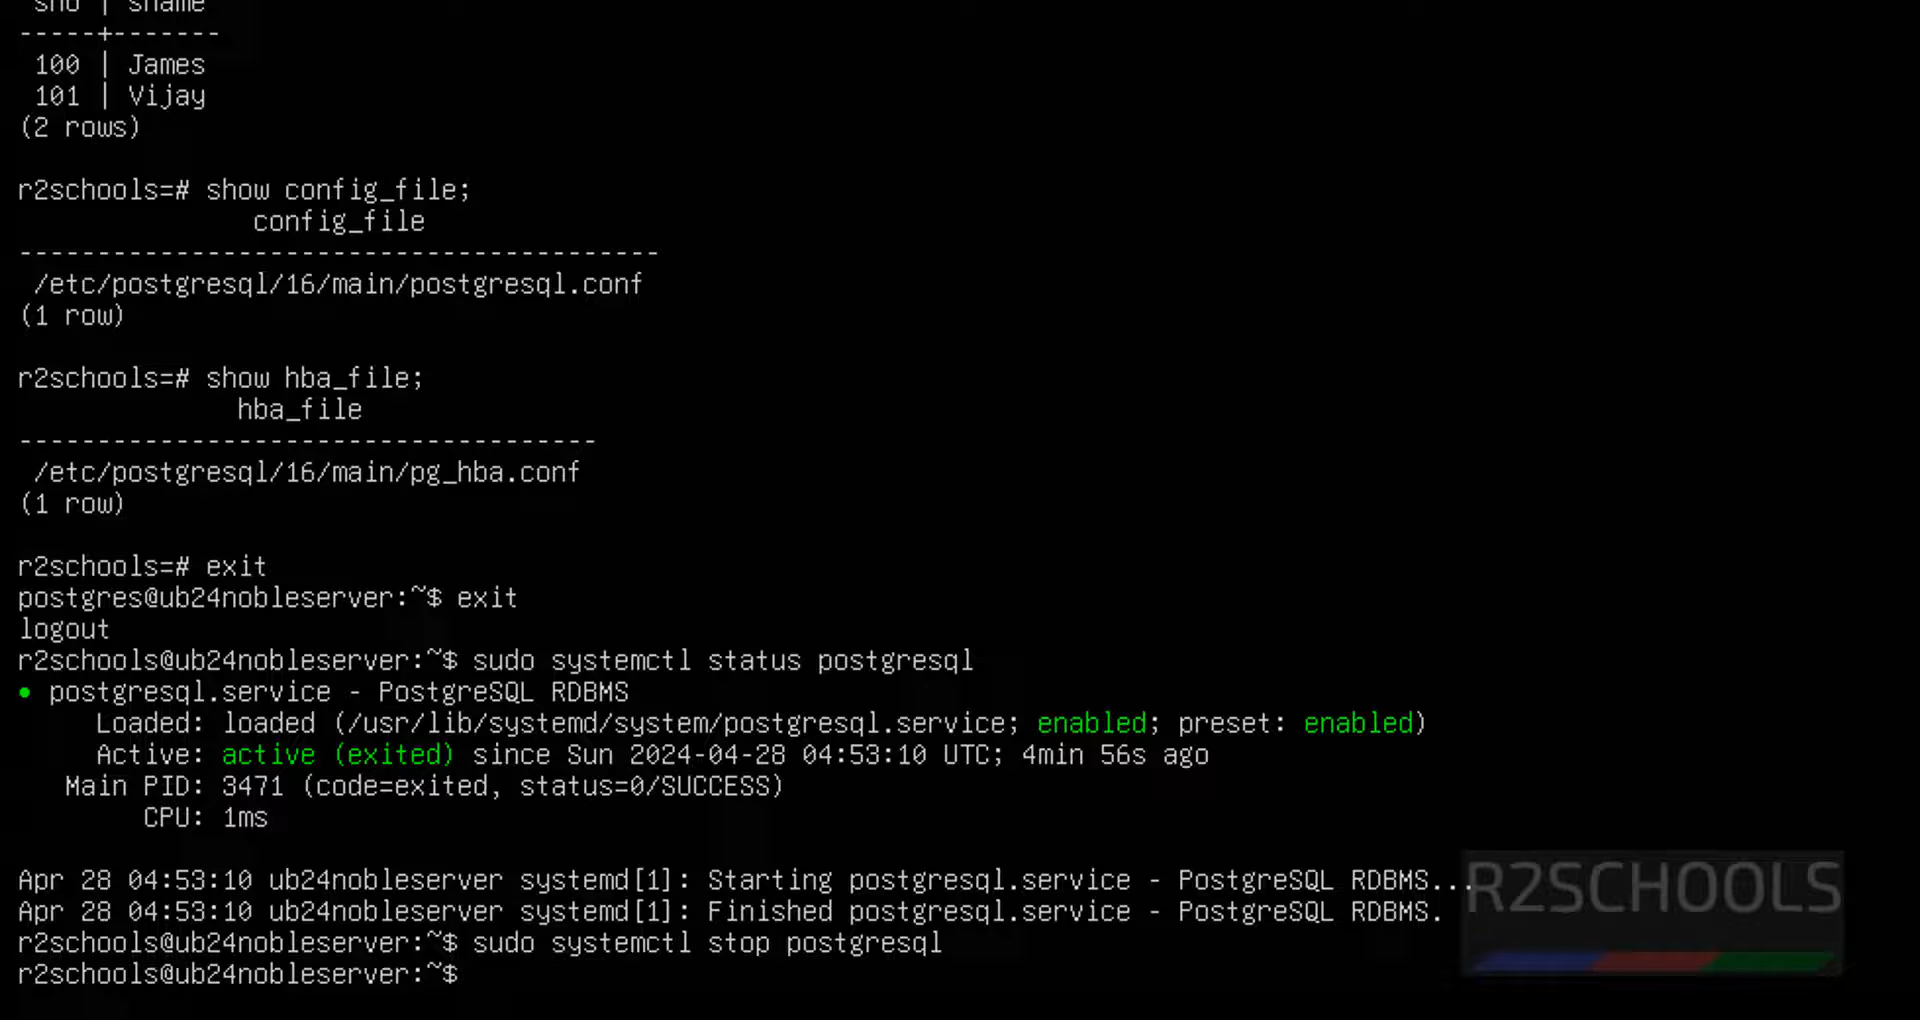 sno | sname
-----+-------
100 | James
101 | Vijay
(2 rows)
r2schools=# show config_file;
config_file
-----------------------------------------
/etc/postgresql/16/main/postgresql.conf
(1 row)
r2schools=# show hba_file;
hba_file
-------------------------------------
/etc/postgresql/16/main/pg_hba.conf
(1 row)
r2schools=# exit
postgres@ub24nobleserver:~$ exit
logout
r2schools@ub24nobleserver:~$ sudo systemctl status postgresql
● postgresql.service - PostgreSQL RDBMS
Loaded: loaded (/usr/lib/systemd/system/postgresql.service; enabled; preset: enabled)
Active: active (exited) since Sun 2024-04-28 04:53:10 UTC; 4min 56s ago
Main PID: 3471 (code=exited, status=0/SUCCESS)
CPU: 1ms
Apr 28 04:53:10 ub24nobleserver systemd[1]: Starting postgresql.service - PostgreSQL RDBMS...
Apr 28 04:53:10 ub24nobleserver systemd[1]: Finished postgresql.service - PostgreSQL RDBMS.
r2schools@ub24nobleserver:~$ sudo systemctl stop postgresql
r2schools@ub24nobleserver:~$
R2SCHOOLS